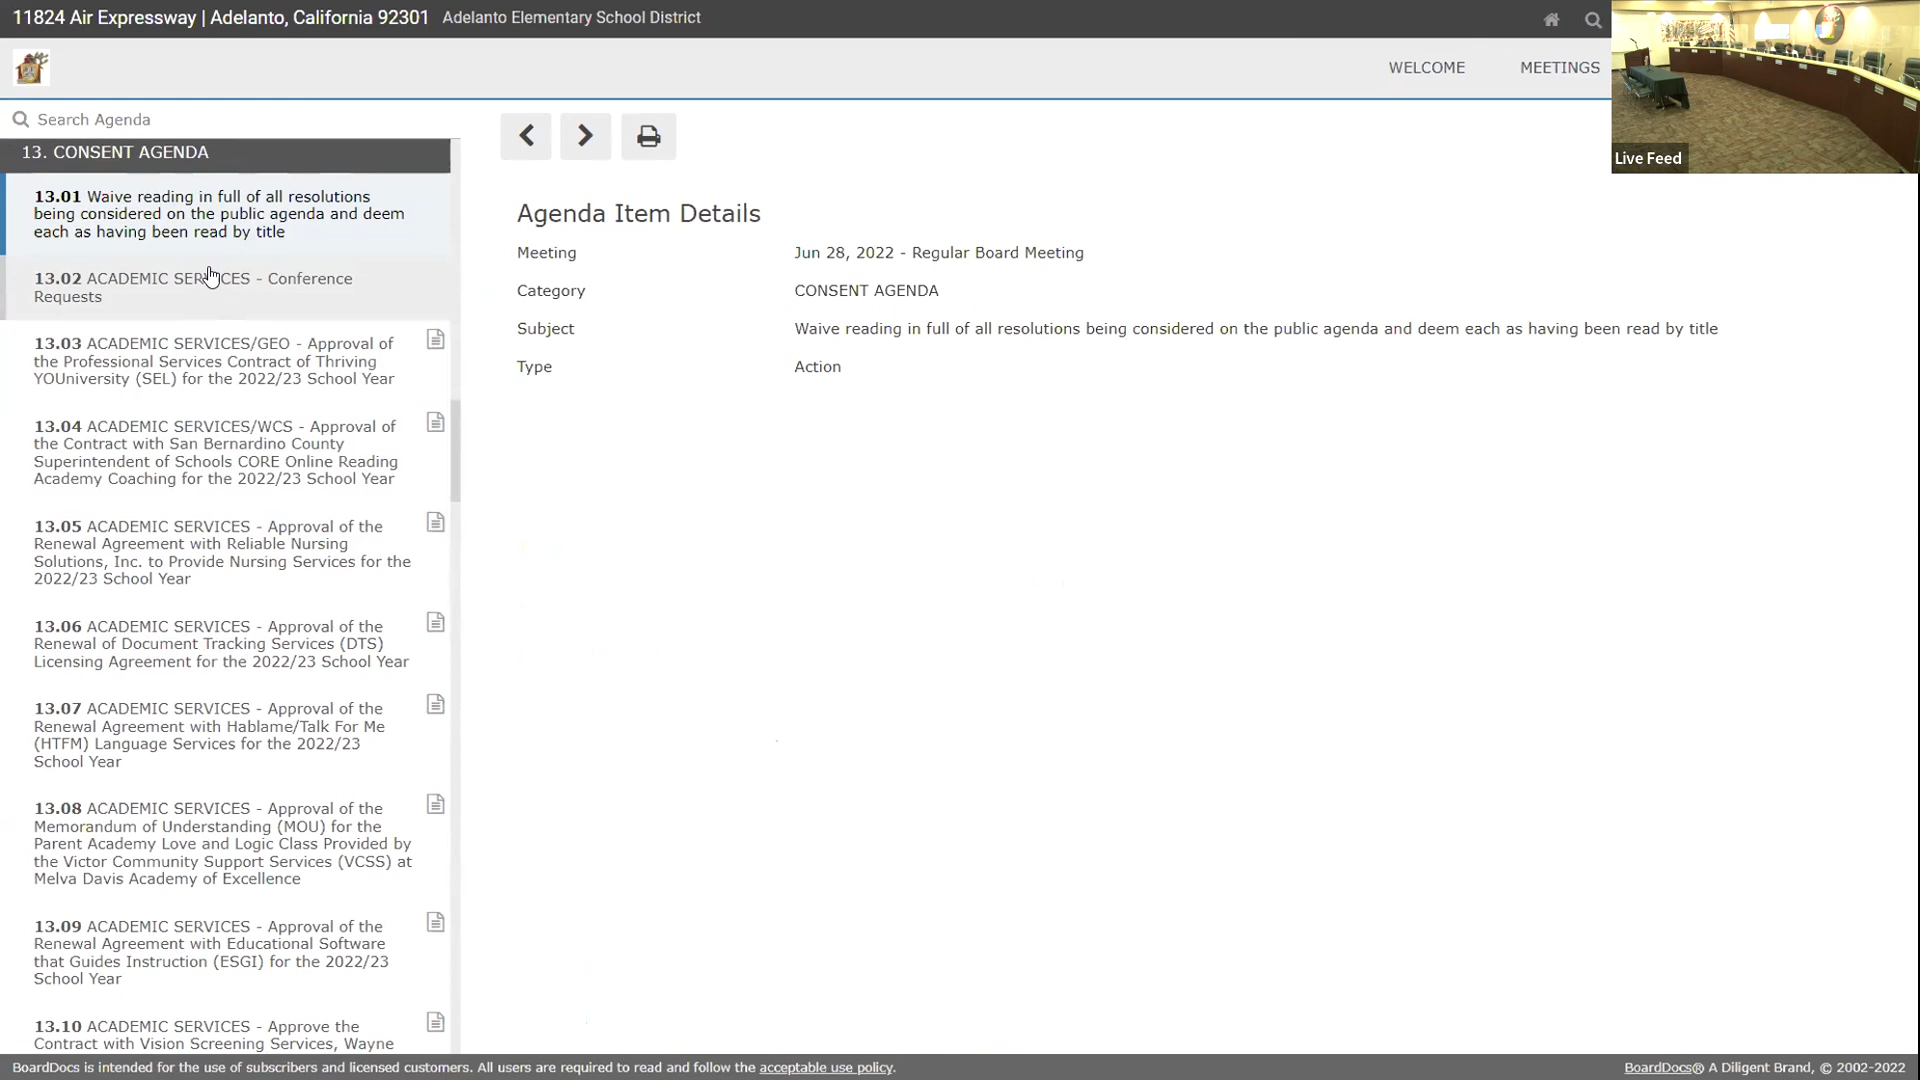 11824 Air Expressway | Adelanto, California 92301 Adelanto Elementary School District
WELCOME MEETINGS
Live Feed
Search Agenda
13. CONSENT AGENDA
13.01 Waive reading in full of all resolutions
being considered on the public agenda and deem
each as having been read by title
13.02 ACADEMIC SERVICES - Conference
Requests
13.03 ACADEMIC SERVICES/GEO - Approval of
the Professional Services Contract of Thriving
YOUniversity (SEL) for the 2022/23 School Year
13.04 ACADEMIC SERVICES/WCS - Approval of
the Contract with San Bernardino County
Superintendent of Schools CORE Online Reading
Academy Coaching for the 2022/23 School Year
13.05 ACADEMIC SERVICES - Approval of the
Renewal Agreement with Reliable Nursing
Solutions, Inc. to Provide Nursing Services for the
2022/23 School Year
13.06 ACADEMIC SERVICES - Approval of the
Renewal of Document Tracking Services (DTS)
Licensing Agreement for the 2022/23 School Year
13.07 ACADEMIC SERVICES - Approval of the
Renewal Agreement with Hablame/Talk For Me
(HTFM) Language Services for the 2022/23
School Year
13.08 ACADEMIC SERVICES - Approval of the
Memorandum of Understanding (MOU) for the
Parent Academy Love and Logic Class Provided by
the Victor Community Support Services (VCSS) at
Melva Davis Academy of Excellence
13.09 ACADEMIC SERVICES - Approval of the
Renewal Agreement with Educational Software
that Guides Instruction (ESGI) for the 2022/23
School Year
13.10 ACADEMIC SERVICES - Approve the
Contract with Vision Screening Services, Wayne
Agenda Item Details
Meeting Jun 28, 2022 - Regular Board Meeting
Category CONSENT AGENDA
Subject Waive reading in full of all resolutions being considered on the public agenda and deem each as having been read by title
Type Action
BoardDocs is intended for the use of subscribers and licensed customers. All users are required to read and follow the acceptable use policy.
BoardDocs® A Diligent Brand, © 2002-2022